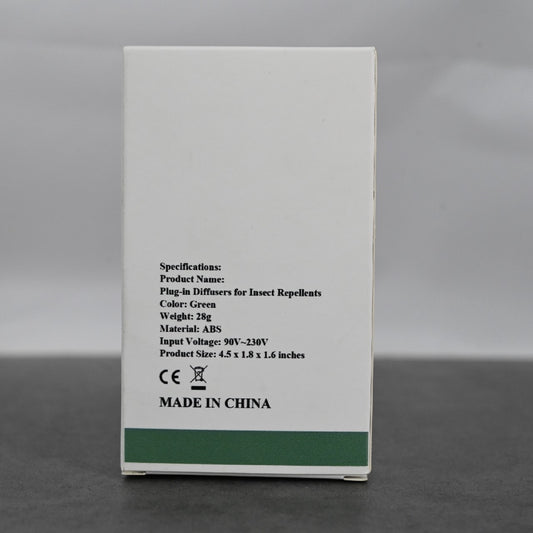 Specifications:
Product Name:
Plug-in Diffusers for Insect Repellents
Color: Green
Weight: 28g
Material: ABS
Input Voltage: 90V~230V
Product Size: 4.5 x 1.8 x 1.6 inches
CE
MADE IN CHINA